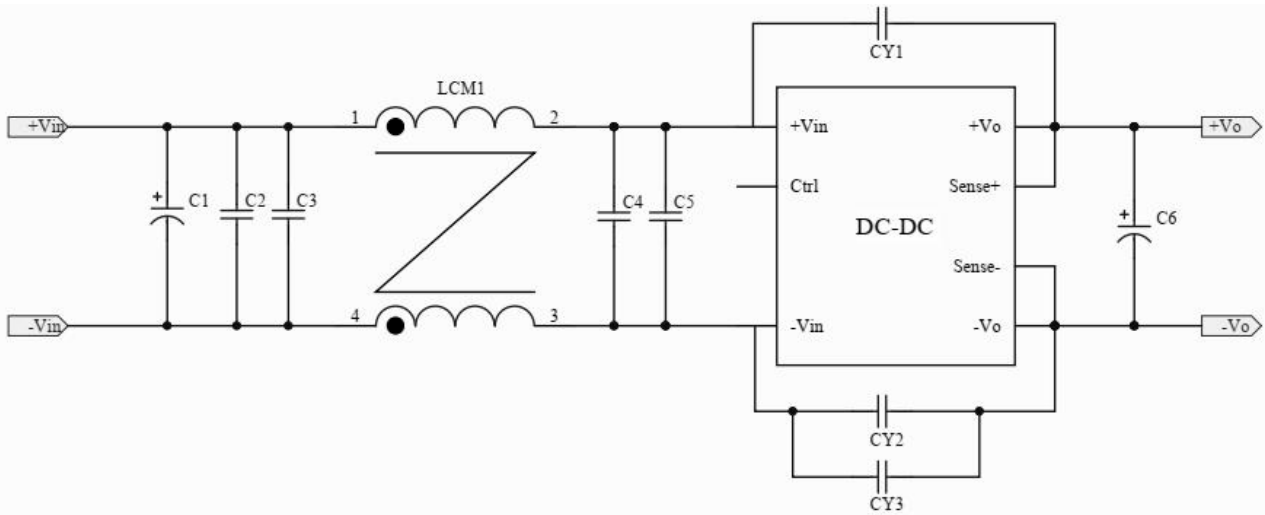 CY1
LCM1
+Vin 1 2 +Vin +Vo +Vo
Ctrl Sense+
+ C1 C2 C3 C4 C5 DC-DC + C6
Sense-
-Vin 4 3 -Vin -Vo -Vo
CY2
CY3